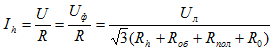 I_h = U/R = U_ф/R = U_л/(√3(R_h + R_об + R_пол + R_0))